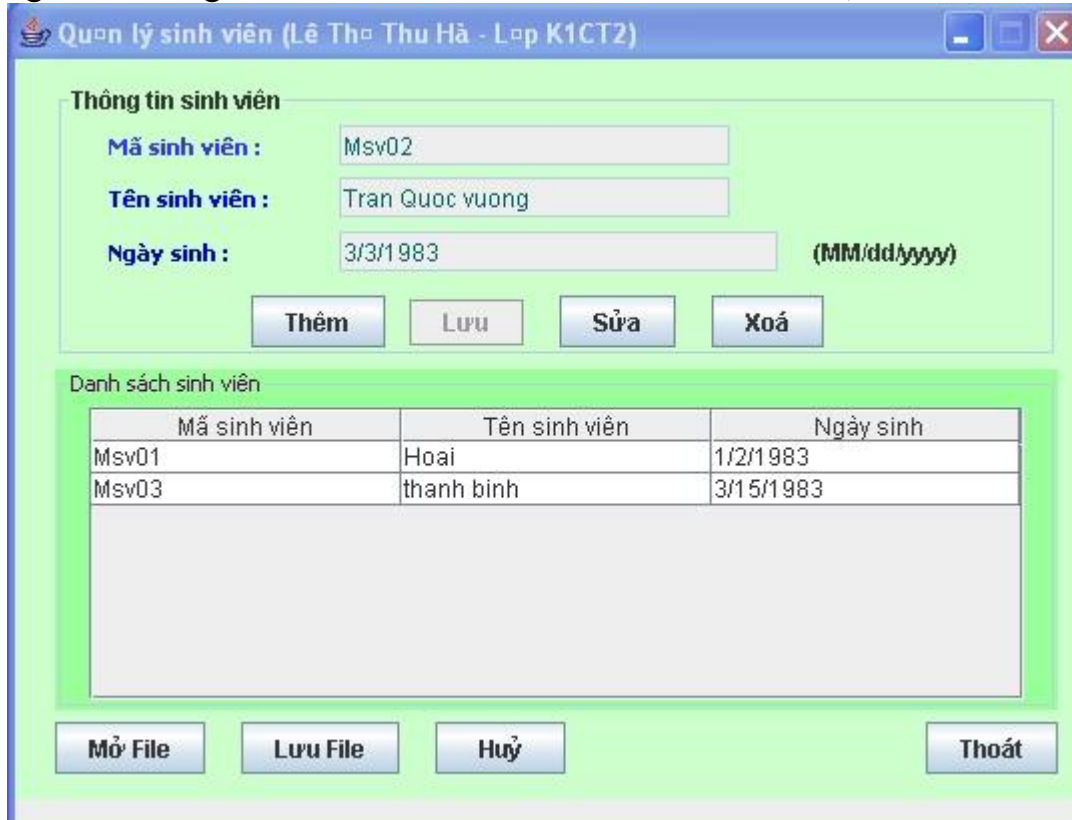 Quản lý sinh viên (Lê Thị Thu Hà - Lớp K1CT2)
Thông tin sinh viên
Mã sinh viên : Msv02
Tên sinh viên : Tran Quoc vuong
Ngày sinh : 3/3/1983 (MM/dd/yyyy)
Thêm Lưu Sửa Xoá
Danh sách sinh viên
Mã sinh viên Tên sinh viên Ngày sinh
Msv01 Hoai 1/2/1983
Msv03 thanh binh 3/15/1983
Mở File Lưu File Huỷ Thoát